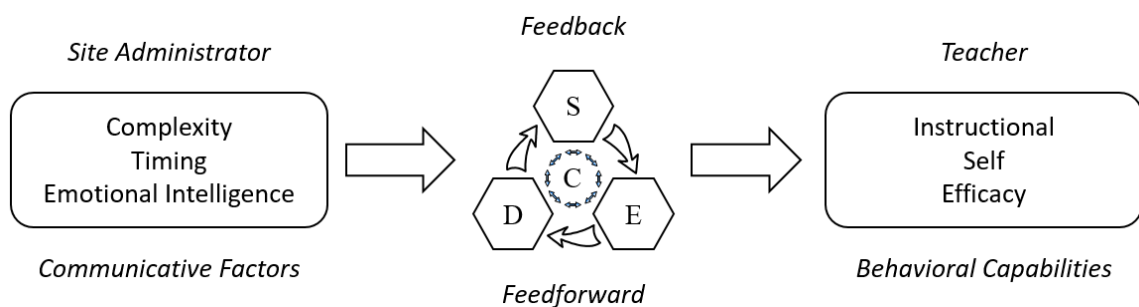 Site Administrator
Complexity
Timing
Emotional Intelligence
Communicative Factors
Feedback
S
C
D
E
Feedforward
Teacher
Instructional
Self
Efficacy
Behavioral Capabilities